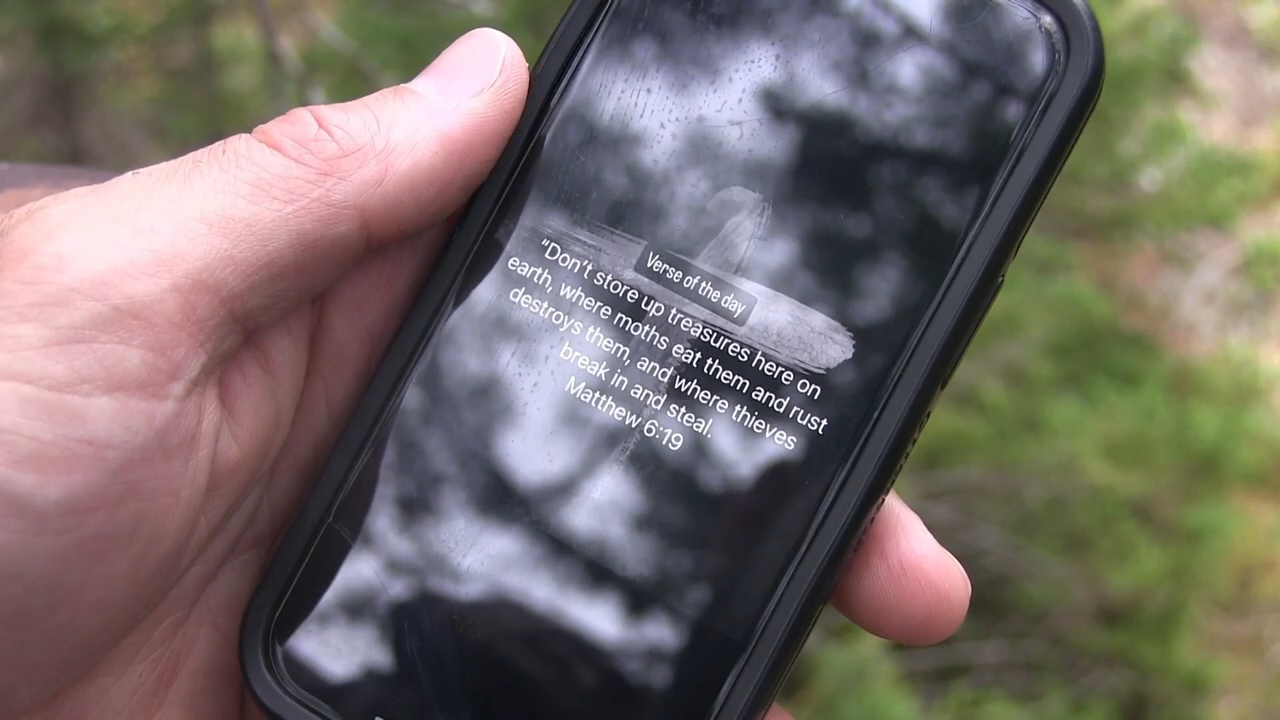 Verse of the day
"Don't store up treasures here on
earth, where moths eat them and rust
destroys them, and where thieves
break in and steal.
Matthew 6:19